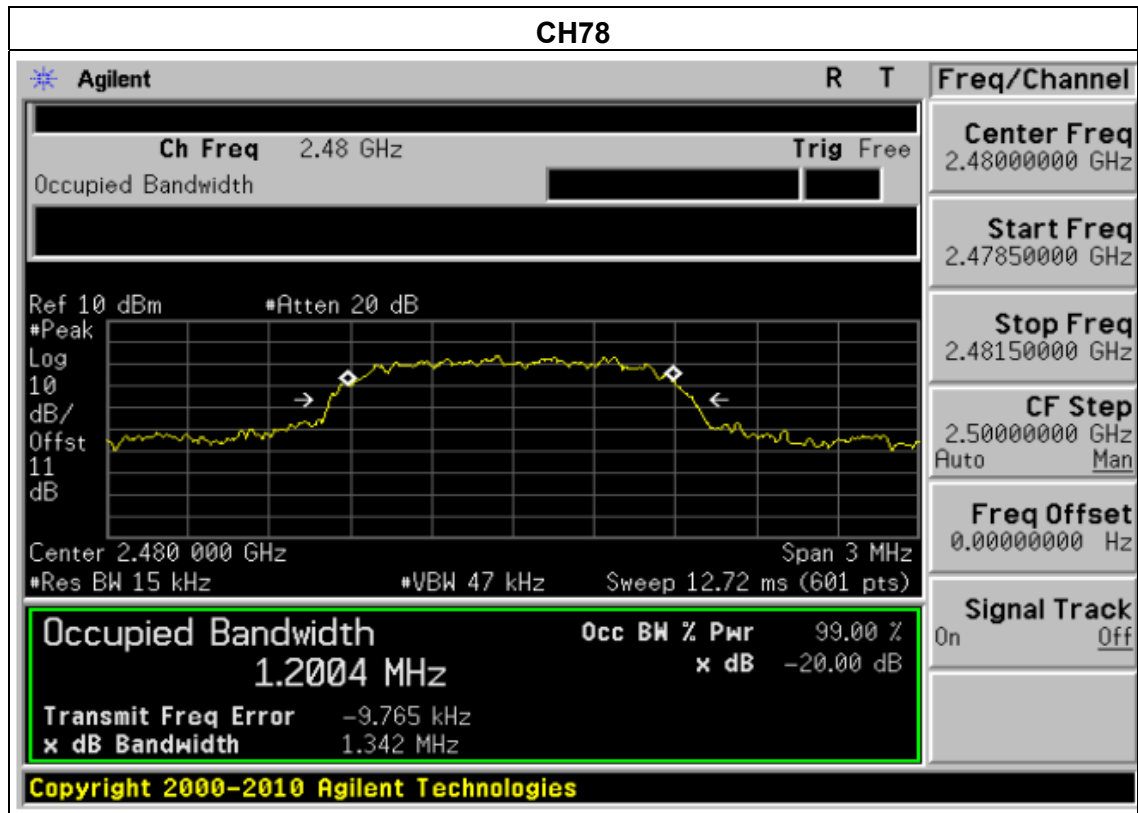 CH78
Agilent R T Freq/Channel
Ch Freq 2.48 GHz Trig Free
Occupied Bandwidth
Center Freq
2.48000000 GHz
Start Freq
2.47850000 GHz
Stop Freq
2.48150000 GHz
CF Step
2.50000000 GHz
Auto Man
Freq Offset
0.00000000 Hz
Signal Track
On Off
Ref 10 dBm #Atten 20 dB
#Peak
Log
10
dB/
Offst
11
dB
Center 2.480 000 GHz Span 3 MHz
#Res BW 15 kHz #VBW 47 kHz Sweep 12.72 ms (601 pts)
Occupied Bandwidth Occ BW % Pwr 99.00 %
1.2004 MHz x dB -20.00 dB
Transmit Freq Error -9.765 kHz
x dB Bandwidth 1.342 MHz
Copyright 2000-2010 Agilent Technologies